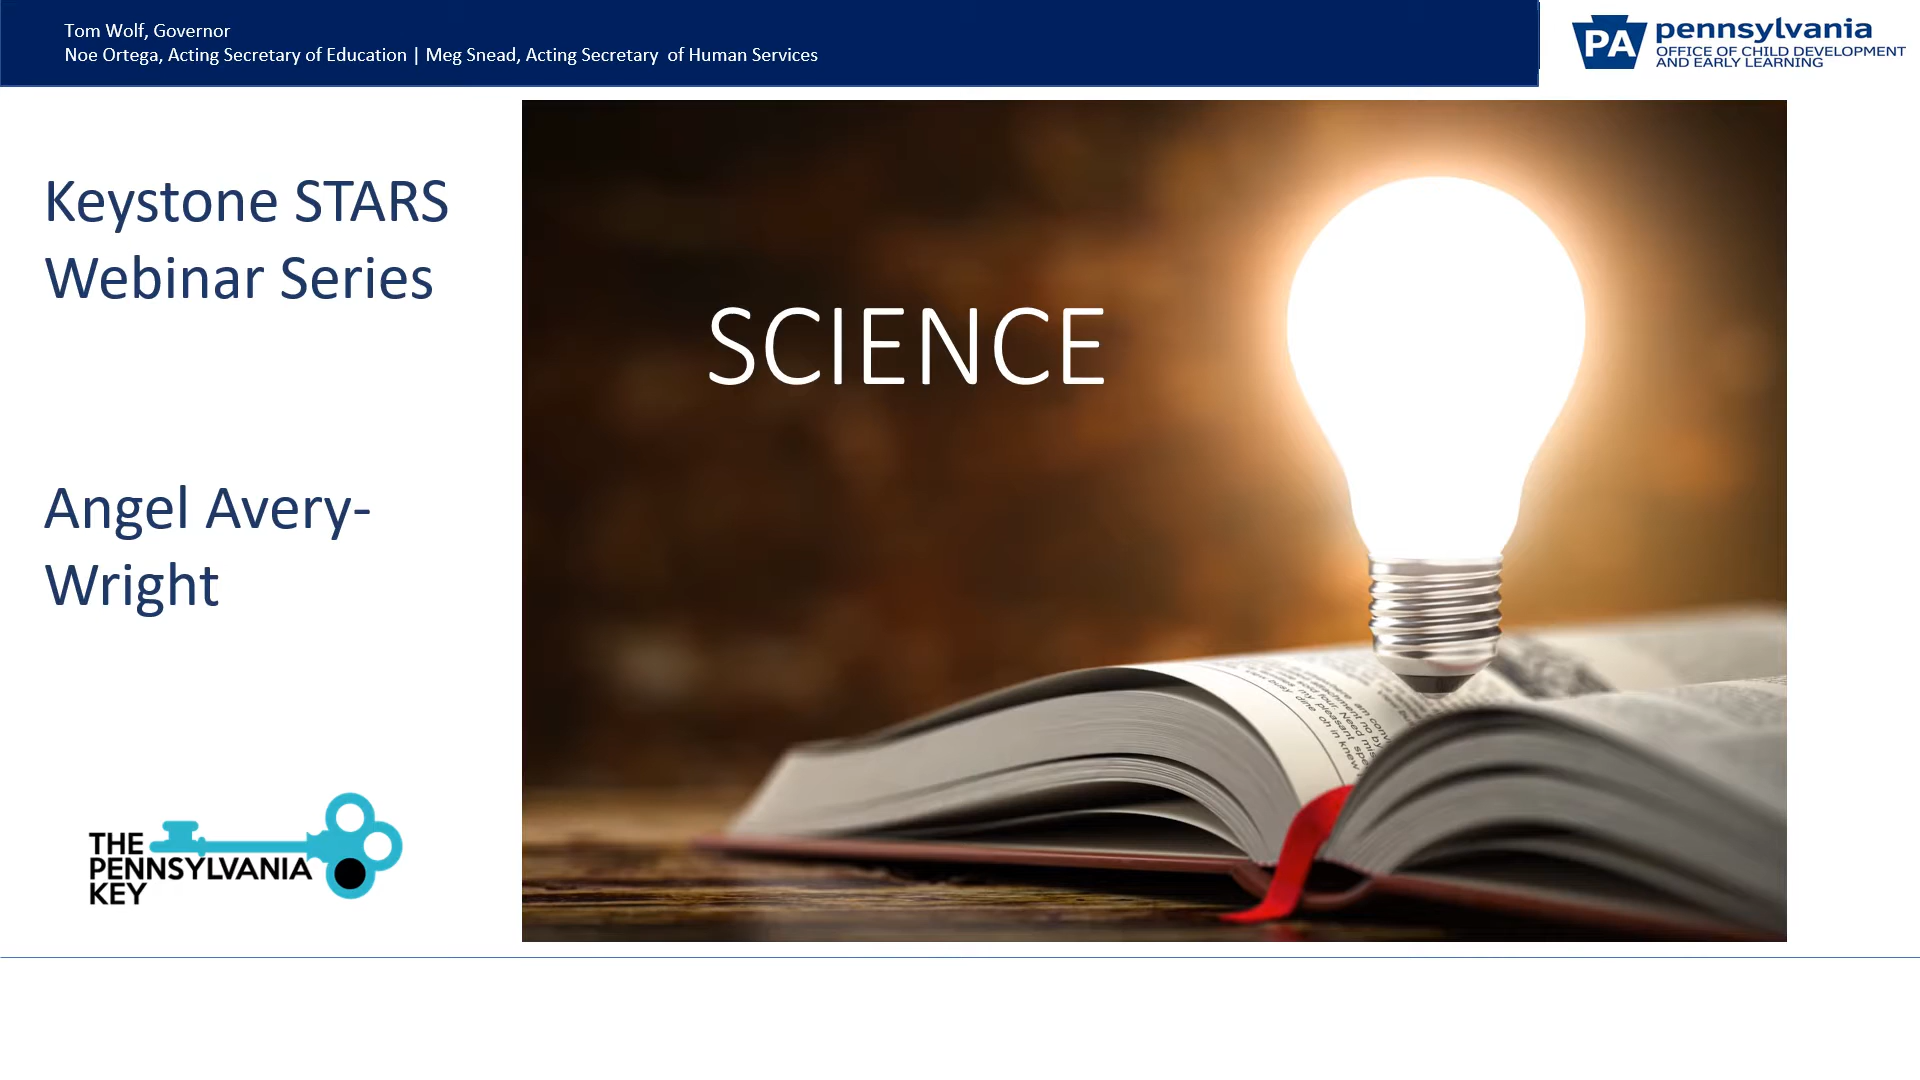 Tom Wolf, Governor
Noe Ortega, Acting Secretary of Education | Meg Snead, Acting Secretary of Human Services
PA
pennsylvania
OFFICE OF CHILD DEVELOPMENT
AND EARLY LEARNING
Keystone STARS
Webinar Series
SCIENCE
Angel Avery-
Wright
THE
PENNSYLVANIA
KEY